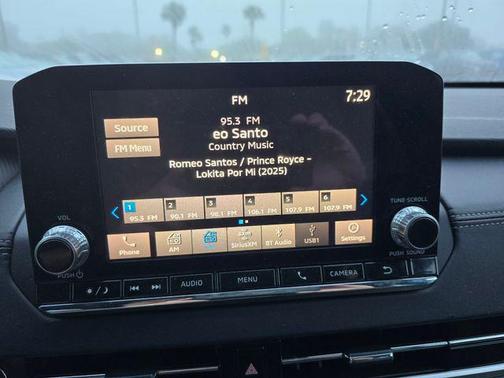 FM
7:29
95.3 FM
Source
eo Santo
Country Music
FM Menu
Romeo Santos / Prince Royce –
Lokita Por Mi (2025)
1 2 3 4 5 6
95.3 FM 90.1 FM FM 106.1 FM 107.9 FM 107.9 FM
VOL
TUNE·SCROLL
Phone AM SiriusXM BT Audio USB1 Settings
PUSH
PUSH SOUND
AUDIO MENU CAMERA